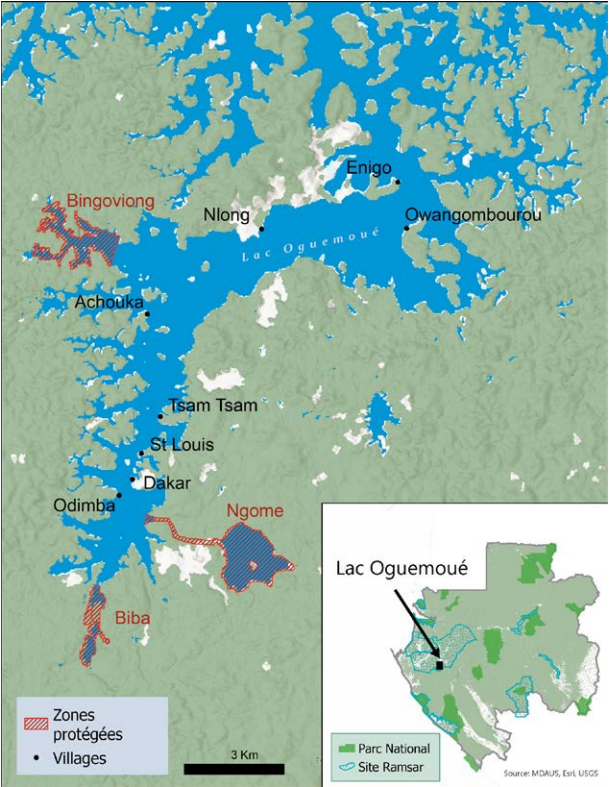 Enigo
Bingoviong
Nlong
Owangombourou
Lac Oguemoué
Achouka
Tsam Tsam
St Louis
Dakar
Odimba
Ngome
Biba
Zones
protégées
Villages
3 Km
Lac Oguemoué
Parc National
Site Ramsar
Source: MDAUS, Esri, USGS